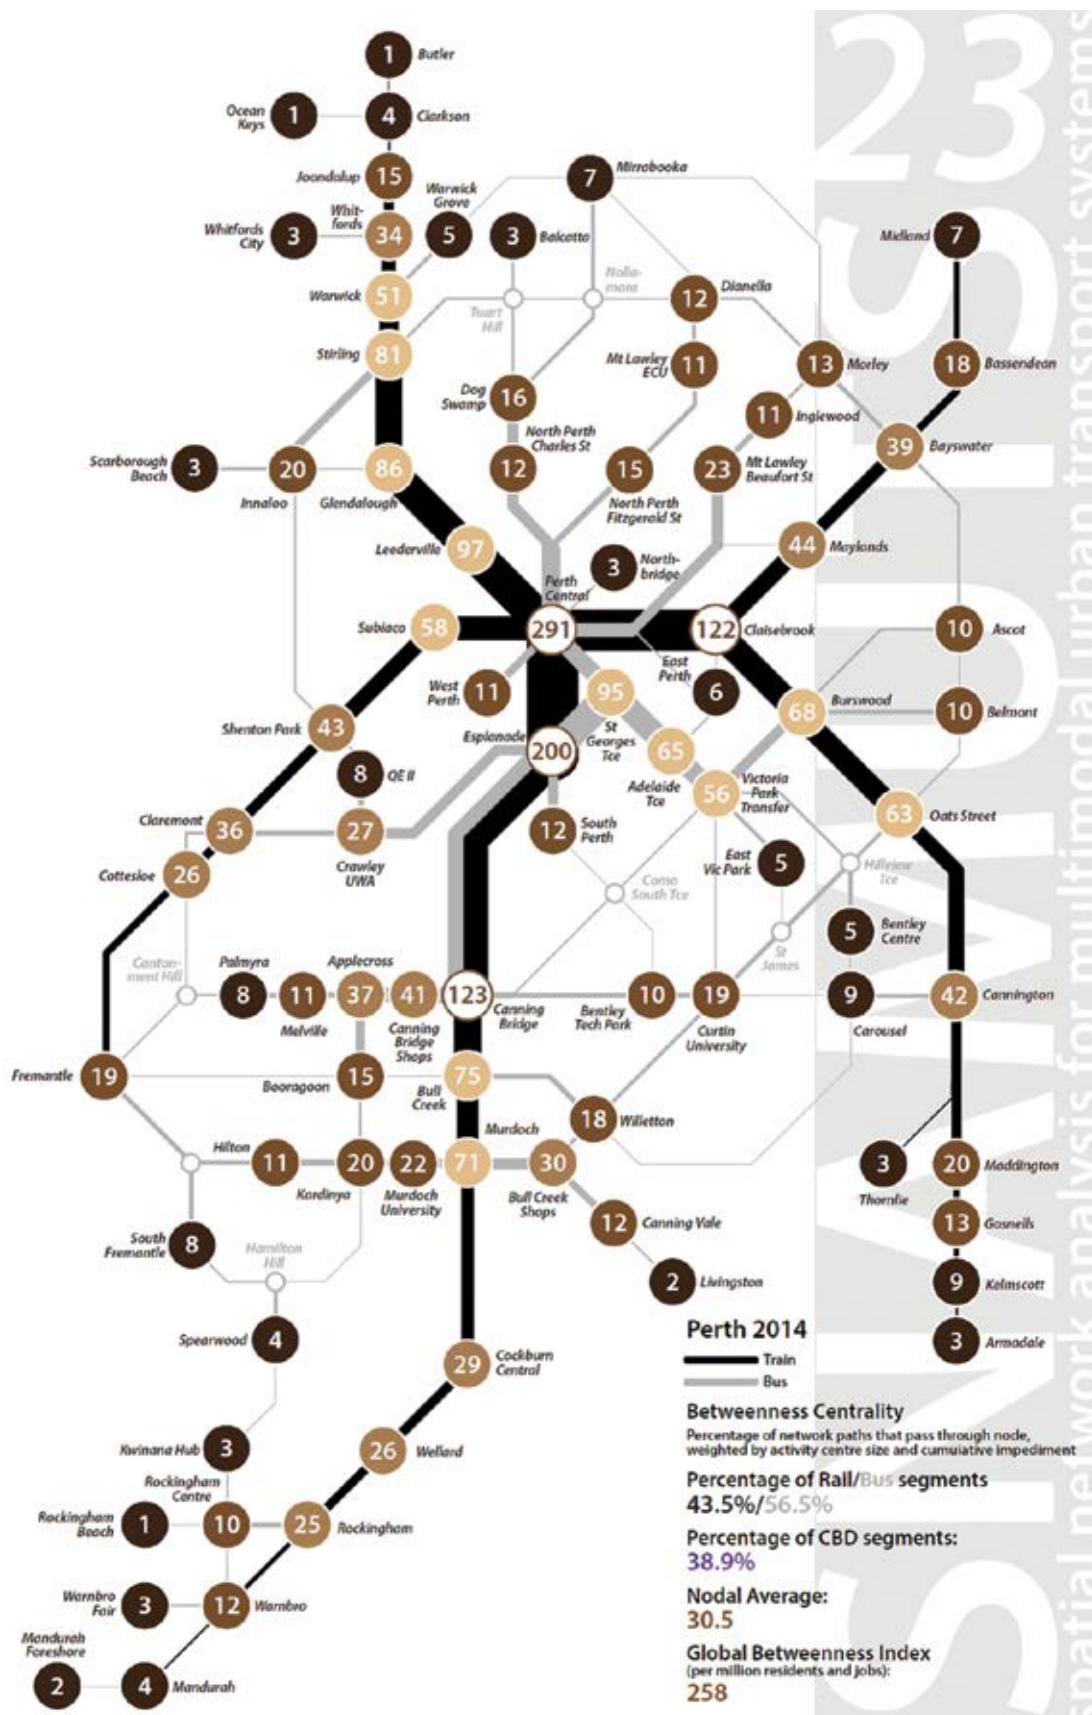 1
Butler
Ocean
Keys
1
4
Clarkson
Joondalup
15
Mirrabooka
7
Warwick
Grove
Whit-
fords
Whitfords
City
3
34
5
3
Balcatta
Midland
7
Warwick
51
Nolla-
mara
12
Dianella
Tuart
Hill
Stirling
81
Mt Lawley
ECU
11
13
Morley
18
Bassendean
Dog
Swamp
16
11
Inglewood
North Perth
Charles St
39
Bayswater
Scarborough
Beach
3
20
Innaloo
86
Glendalough
12
15
North Perth
Fitzgerald St
23
Mt Lawley
Beaufort St
Leederville
97
44
Maylands
3
North-
bridge
Perth
Central
Subiaco
58
291
122
Claisebrook
10
Ascot
East
Perth
6
West
Perth
11
95
St
Georges
Tce
Burswood
68
10
Belmont
Shenton Park
43
Esplanade
200
65
Adelaide
Tce
8
QE II
56
Victoria
Park
Transfer
63
Oats Street
Claremont
36
27
Crawley
UWA
12
South
Perth
East
Vic Park
5
Hillview
Tce
Cottesloe
26
Como
South Tce
5
Bentley
Centre
St
James
Canton-
ment Hill
Palmyra
8
11
Melville
Applecross
37
41
Canning
Bridge
Shops
123
Canning
Bridge
10
Bentley
Tech Park
19
Curtin
University
9
Carousel
42
Cannington
Fremantle
19
Booragoon
15
75
Bull
Creek
18
Willetton
Murdoch
Hilton
11
20
Kardinya
22
Murdoch
University
71
30
Bull Creek
Shops
3
Thornlie
20
Maddington
South
Fremantle
8
12
Canning Vale
13
Gosnells
Hamilton
Hill
2
Livingston
9
Kelmscott
Spearwood
4
3
Armadale
29
Cockburn
Central
Kwinana Hub
3
26
Wellard
Rockingham
Centre
Rockingham
Beach
1
10
25
Rockingham
Warnbro
Fair
3
12
Warnbro
Mandurah
Foreshore
2
4
Mandurah
Perth 2014
Train
Bus
Betweenness Centrality
Percentage of network paths that pass through node,
weighted by activity centre size and cumulative impediment
Percentage of Rail/Bus segments
43.5%/56.5%
Percentage of CBD segments:
38.9%
Nodal Average:
30.5
Global Betweenness Index
(per million residents and jobs):
258
23
SNAMUTS
spatial network analysis for multimodal urban transport systems